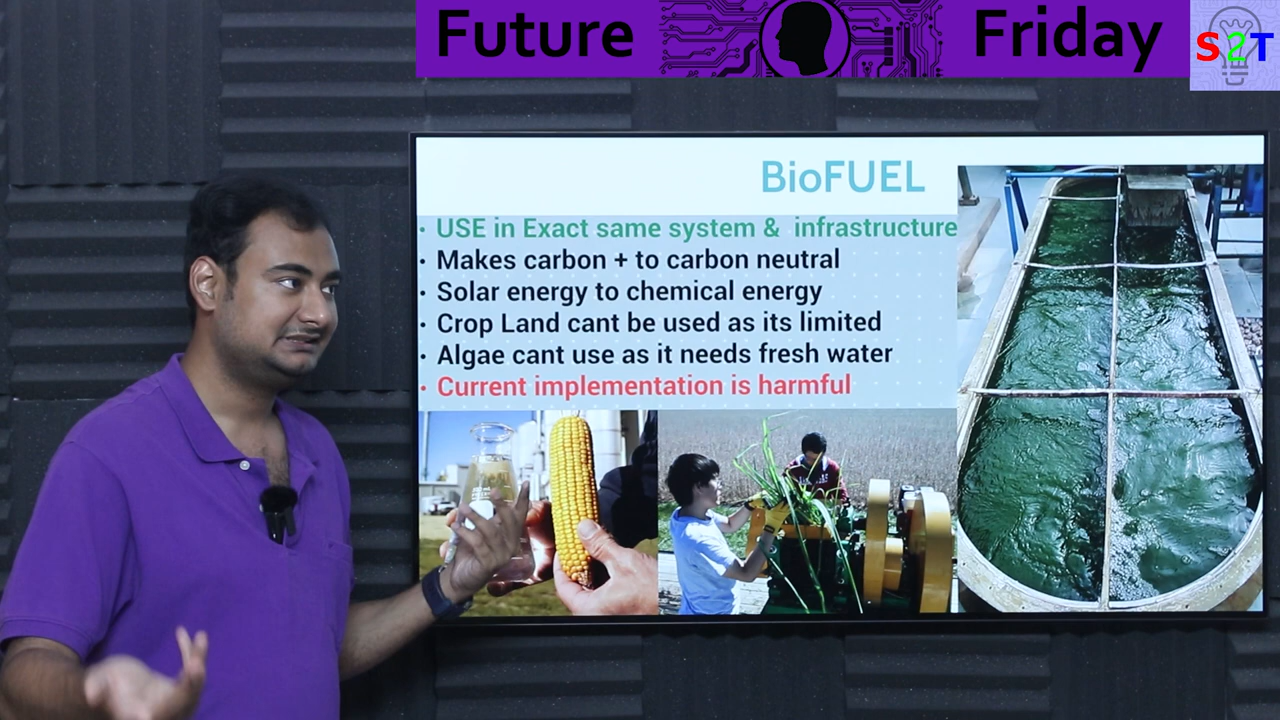 Future Friday
S2T
BioFUEL
• USE in Exact same system & infrastructure
• Makes carbon + to carbon neutral
• Solar energy to chemical energy
• Crop Land cant be used as its limited
• Algae cant use as it needs fresh water
• Current implementation is harmful